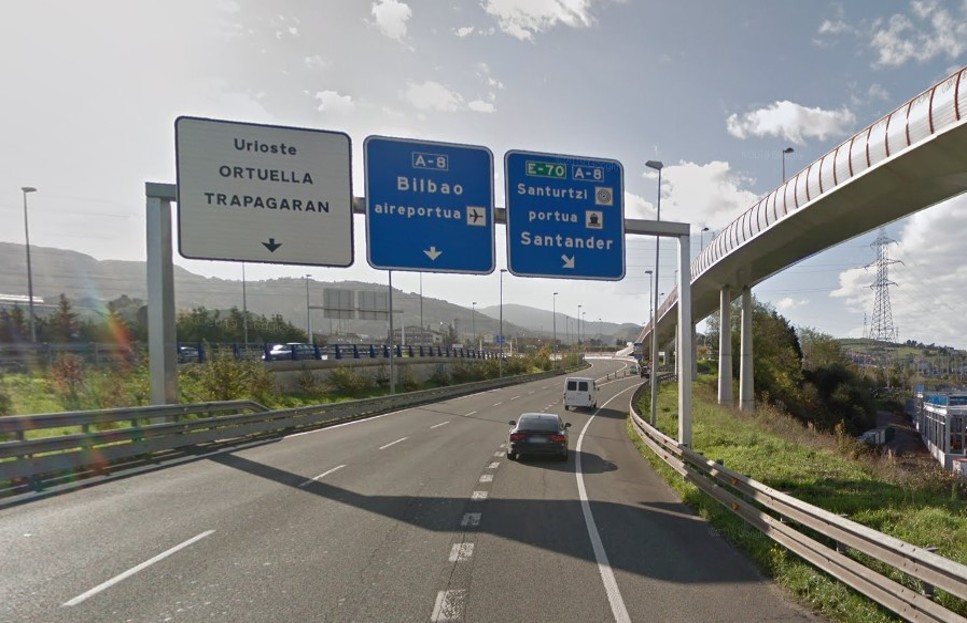 Urioste
ORTUELLA
TRAPAGARAN
A-8
Bilbao
aireportua
E-70 A-8
Santurtzi
portua
Santander